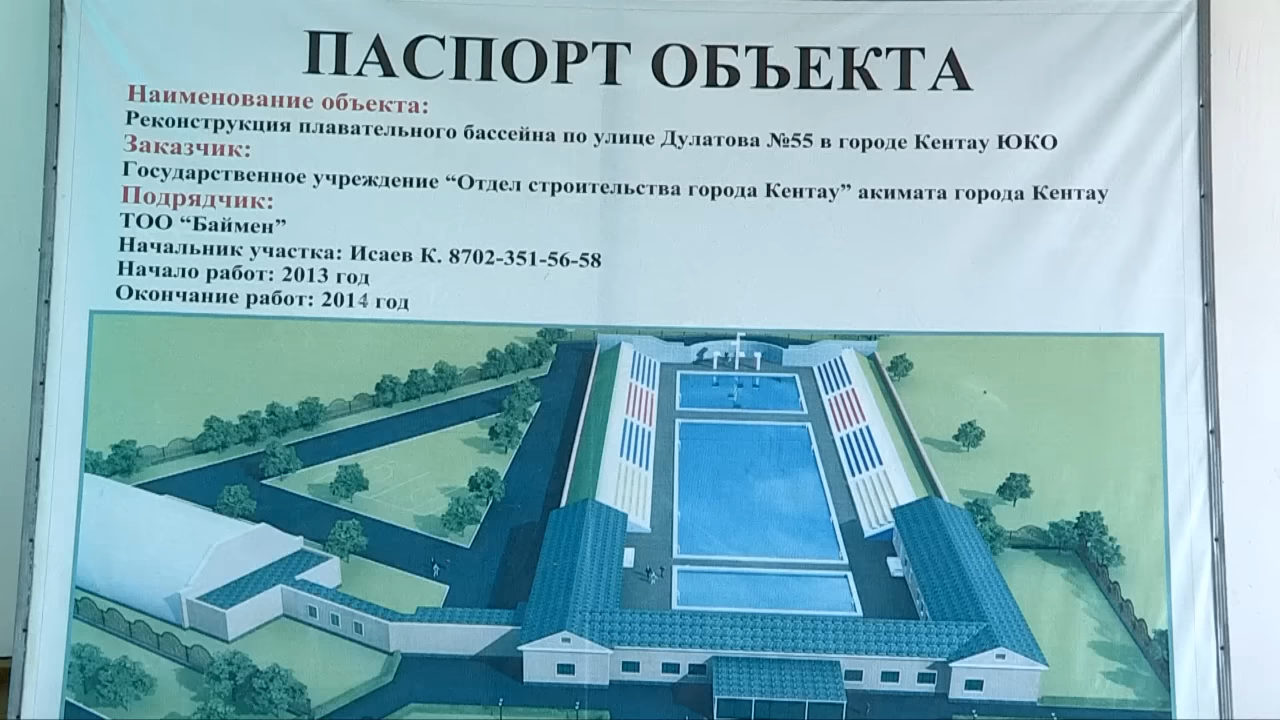 ПАСПОРТ ОБЪЕКТА
Наименование объекта:
Реконструкция плавательного бассейна по улице Дулатова №55 в городе Кентау ЮКО
Заказчик:
Государственное учреждение “Отдел строительства города Кентау” акимата города Кентау
Подрядчик:
ТОО “Баймен”
Начальник участка: Исаев К. 8702-351-56-58
Начало работ: 2013 год
Окончание работ: 2014 год